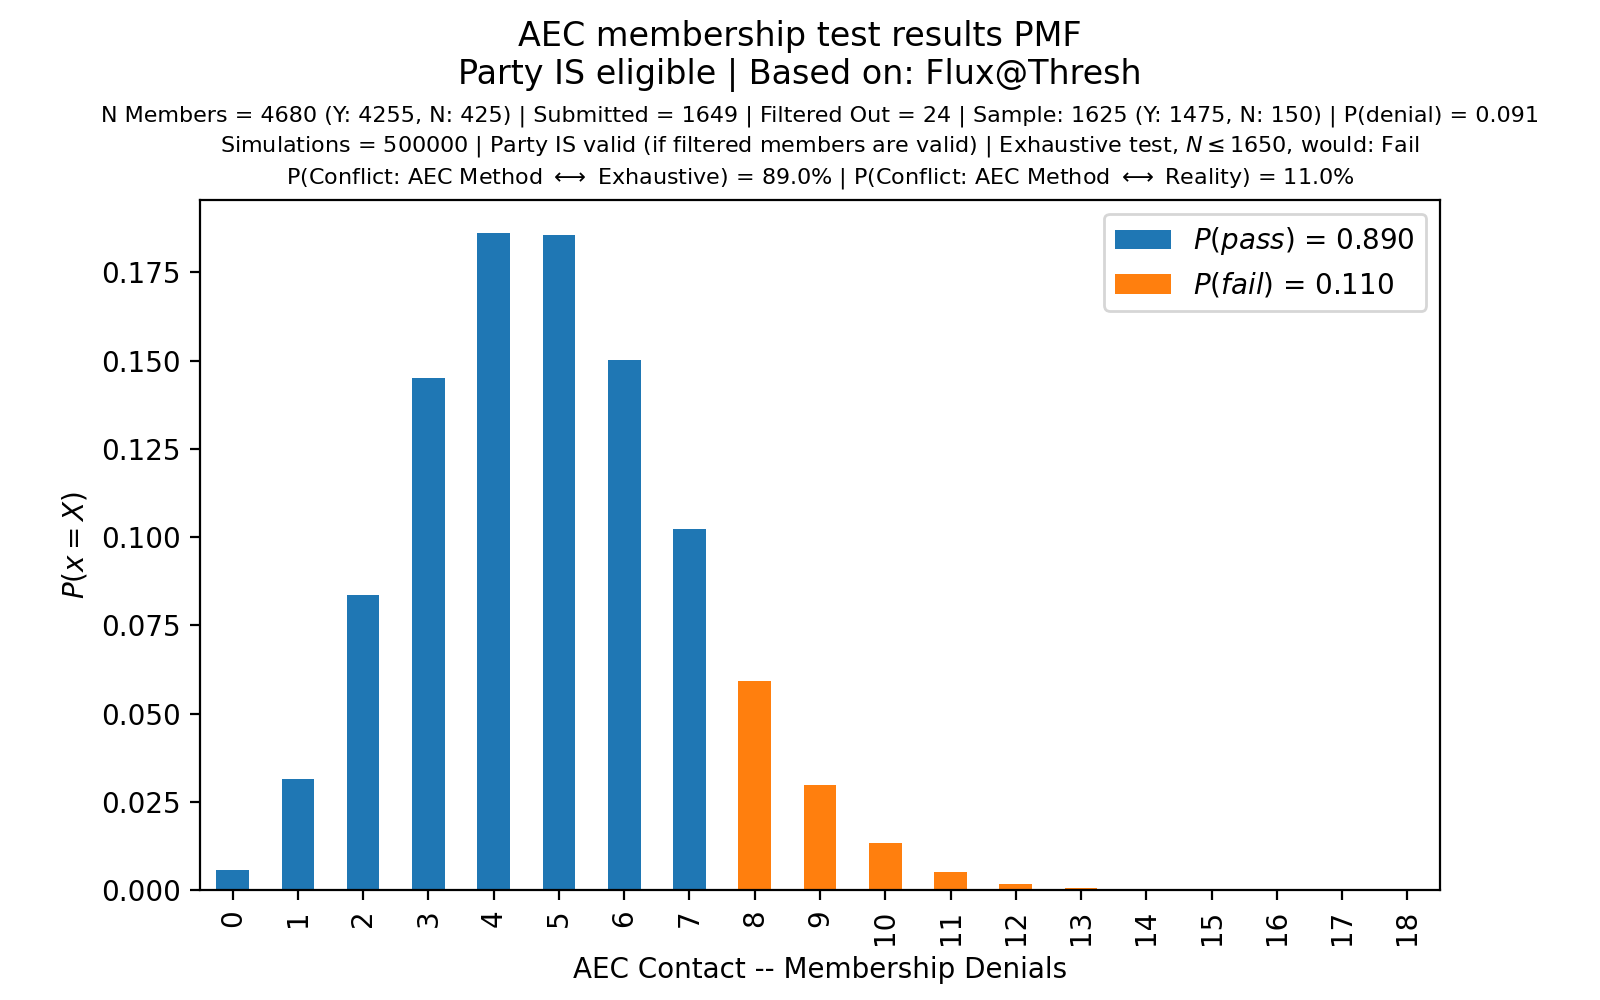 AEC membership test results PMF
Party IS eligible | Based on: Flux@Thresh
N Members = 4680 (Y: 4255, N: 425) | Submitted = 1649 | Filtered Out = 24 | Sample: 1625 (Y: 1475, N: 150) | P(denial) = 0.091
Simulations = 500000 | Party IS valid (if filtered members are valid) | Exhaustive test, N ≤ 1650, would: Fail
P(Conflict: AEC Method ⟷ Exhaustive) = 89.0% | P(Conflict: AEC Method ⟷ Reality) = 11.0%
P(pass) = 0.890
P(fail) = 0.110
P(x = X)
0.175
0.150
0.125
0.100
0.075
0.050
0.025
0.000
0 1 2 3 4 5 6 7 8 9 10 11 12 13 14 15 16 17 18
AEC Contact -- Membership Denials